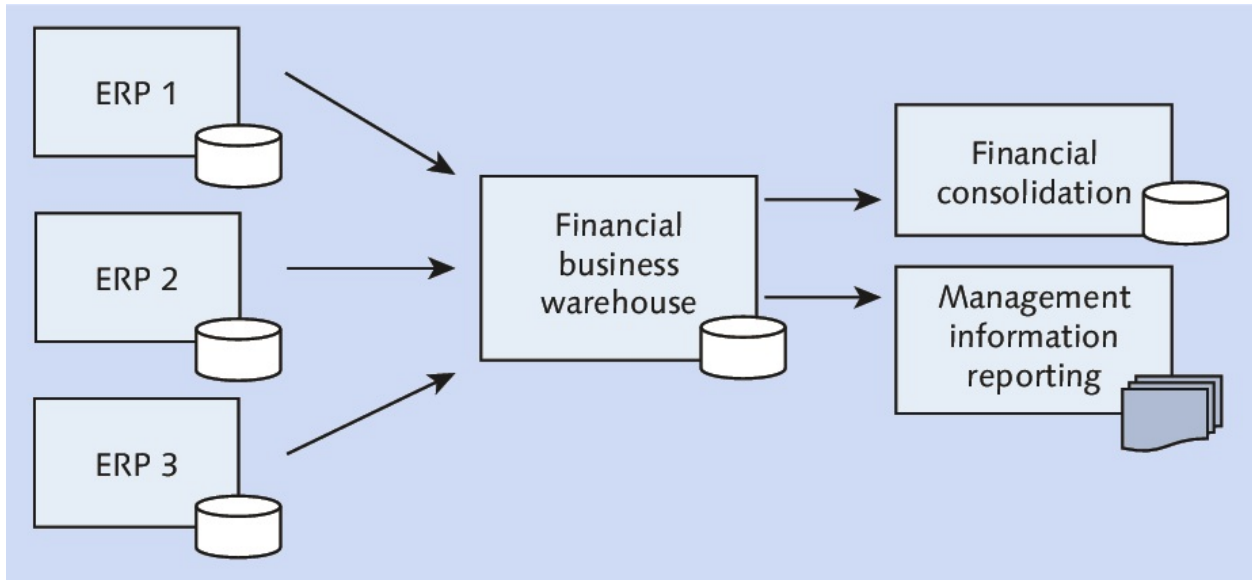 ERP 1
ERP 2
ERP 3
Financial
business
warehouse
Financial
consolidation
Management
information
reporting